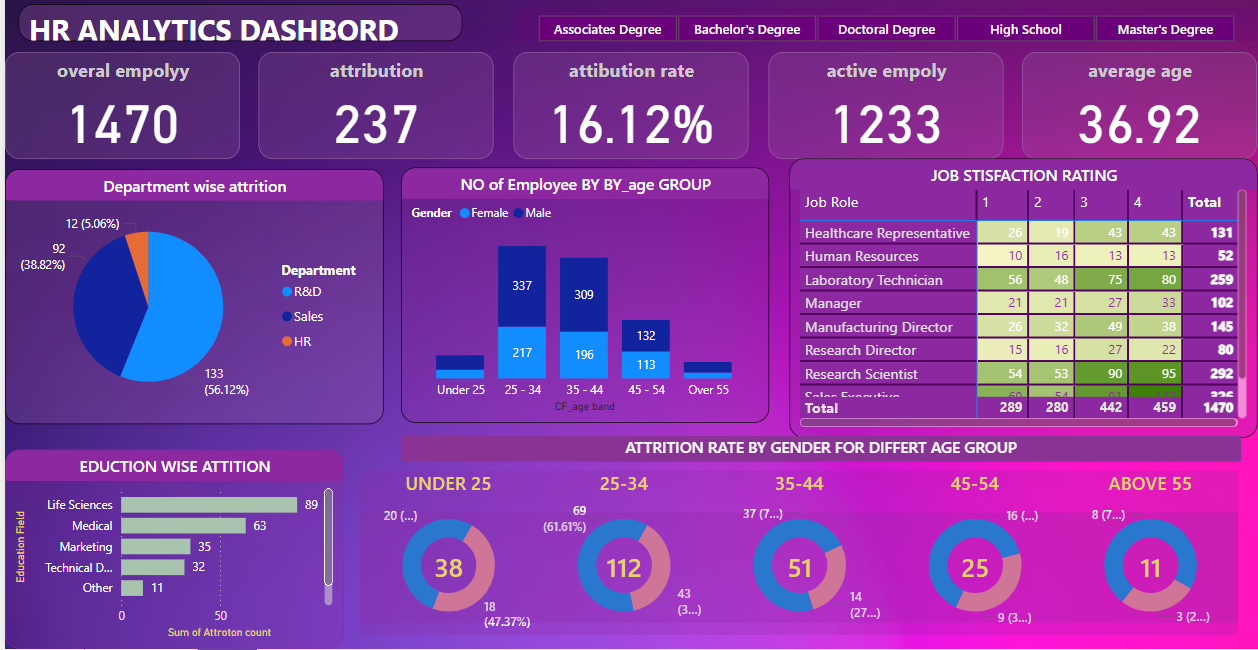 HR ANALYTICS DASHBORD
Associates Degree
Bachelor's Degree
Doctoral Degree
High School
Master's Degree
overal empolyy
1470
attribution
237
attibution rate
16.12%
active empoly
1233
average age
36.92
Department wise attrition
12 (5.06%)
92
(38.82%)
133
(56.12%)
Department
R&D
Sales
HR
NO of Employee BY BY_age GROUP
Gender Female Male
337
217
309
196
132
113
Under 25 25 - 34 35 - 44 45 - 54 Over 55
CF_age band
JOB STISFACTION RATING
Job Role 1 2 3 4 Total
Healthcare Representative 26 19 43 43 131
Human Resources 10 16 13 13 52
Laboratory Technician 56 48 75 80 259
Manager 21 21 27 33 102
Manufacturing Director 26 32 49 38 145
Research Director 15 16 27 22 80
Research Scientist 54 53 90 95 292
Sales Executive 69 54 91 326
Total 289 280 442 459 1470
EDUCTION WISE ATTITION
Education Field
Life Sciences 89
Medical 63
Marketing 35
Technical D... 32
Other 11
0 50
Sum of Attroton count
ATTRITION RATE BY GENDER FOR DIFFERT AGE GROUP
UNDER 25
20 (...)
38
18
(47.37%)
25-34
69
(61.61%)
112
43
(3...)
35-44
37 (7...)
51
14
(27...)
45-54
16 (...)
25
9 (3...)
ABOVE 55
8 (7...)
11
3 (2...)